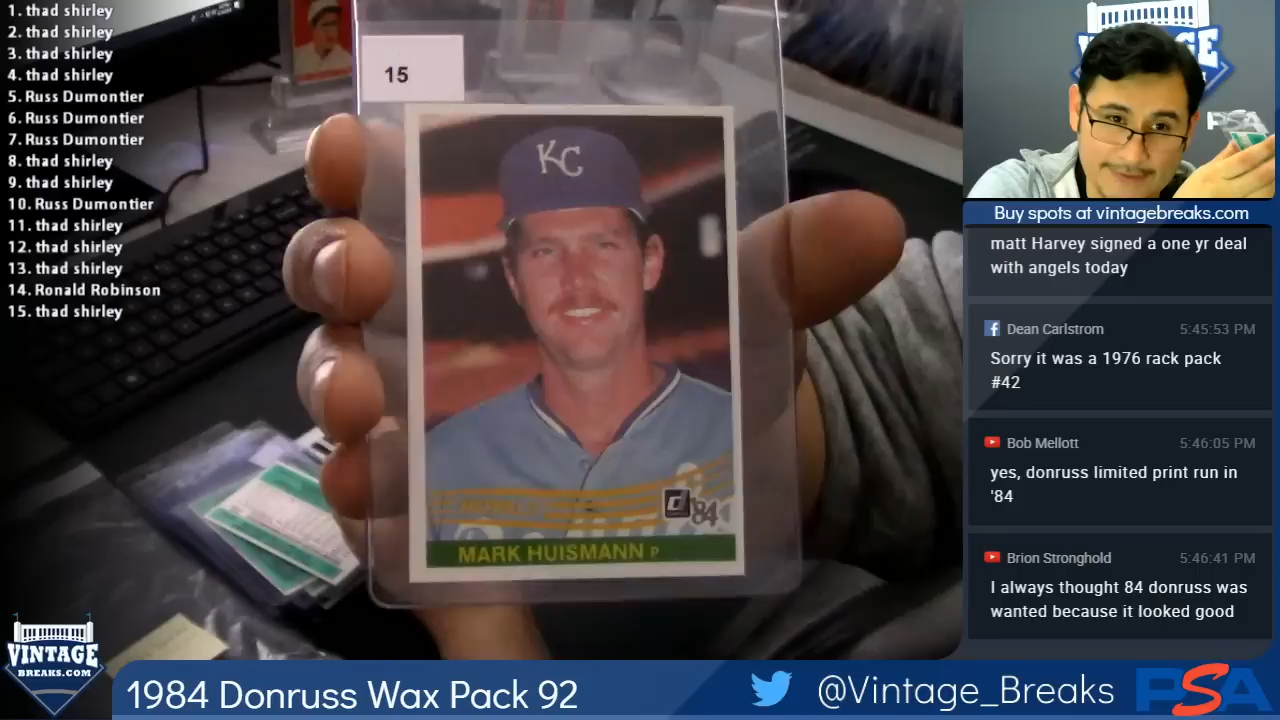 1. thad shirley
2. thad shirley
3. thad shirley
4. thad shirley
5. Russ Dumontier
6. Russ Dumontier
7. Russ Dumontier
8. thad shirley
9. thad shirley
10. Russ Dumontier
11. thad shirley
12. thad shirley
13. thad shirley
14. Ronald Robinson
15. thad shirley
15
KC
'84
MARK HUISMANN P
PSA
Buy spots at vintagebreaks.com
matt Harvey signed a one yr deal
with angels today
Dean Carlstrom 5:45:53 PM
Sorry it was a 1976 rack pack
#42
Bob Mellott 5:46:05 PM
yes, donruss limited print run in
'84
Brion Stronghold 5:46:41 PM
I always thought 84 donruss was
wanted because it looked good
VINTAGE
BREAKS.COM
1984 Donruss Wax Pack 92
@Vintage_Breaks
PSA